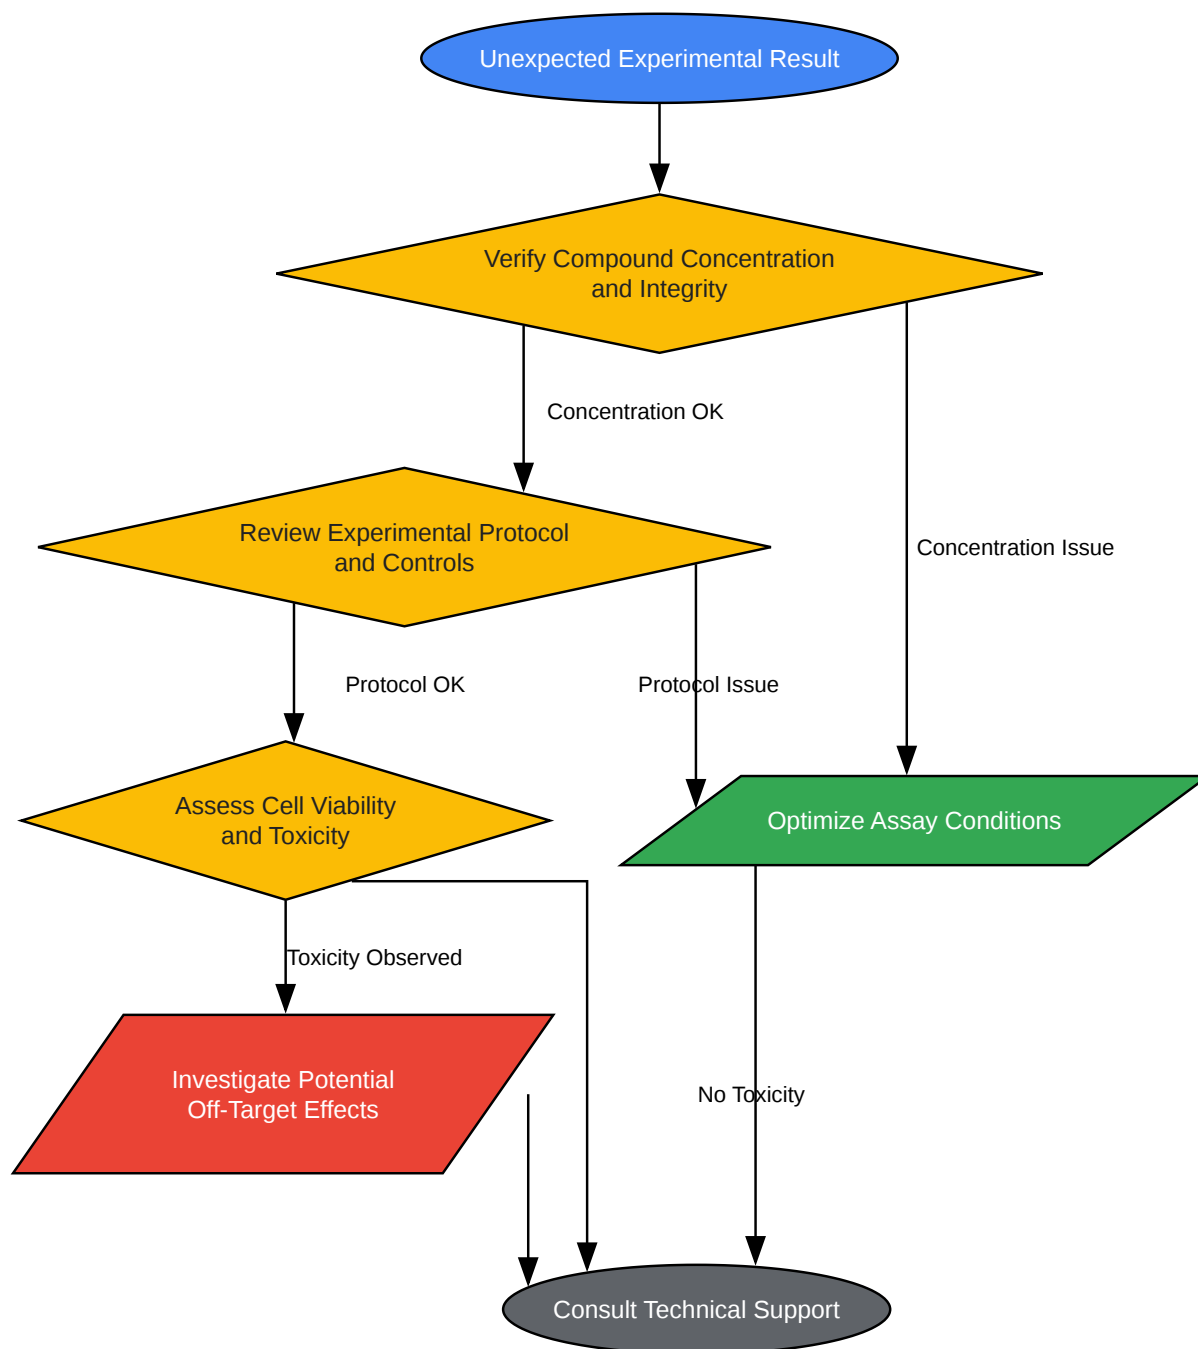 Unexpected Experimental Result
Verify Compound Concentration
and Integrity
Concentration OK
Review Experimental Protocol
and Controls
Concentration Issue
Protocol OK
Protocol Issue
Assess Cell Viability
and Toxicity
Optimize Assay Conditions
Toxicity Observed
Investigate Potential
Off-Target Effects
No Toxicity
Consult Technical Support